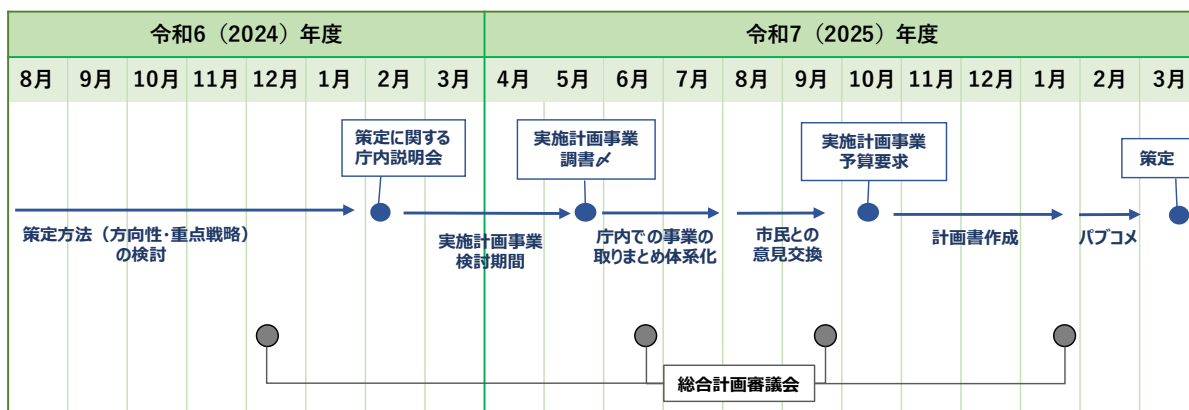 令和6（2024）年度
令和7（2025）年度
8月 9月 10月 11月 12月 1月 2月 3月 4月 5月 6月 7月 8月 9月 10月 11月 12月 1月 2月 3月
策定に関する
庁内説明会
実施計画事業
調書〆
実施計画事業
予算要求
策定
策定方法（方向性・重点戦略）
の検討
実施計画事業
検討期間
庁内での事業の
取りまとめ体系化
市民との
意見交換
計画書作成
パブコメ
総合計画審議会